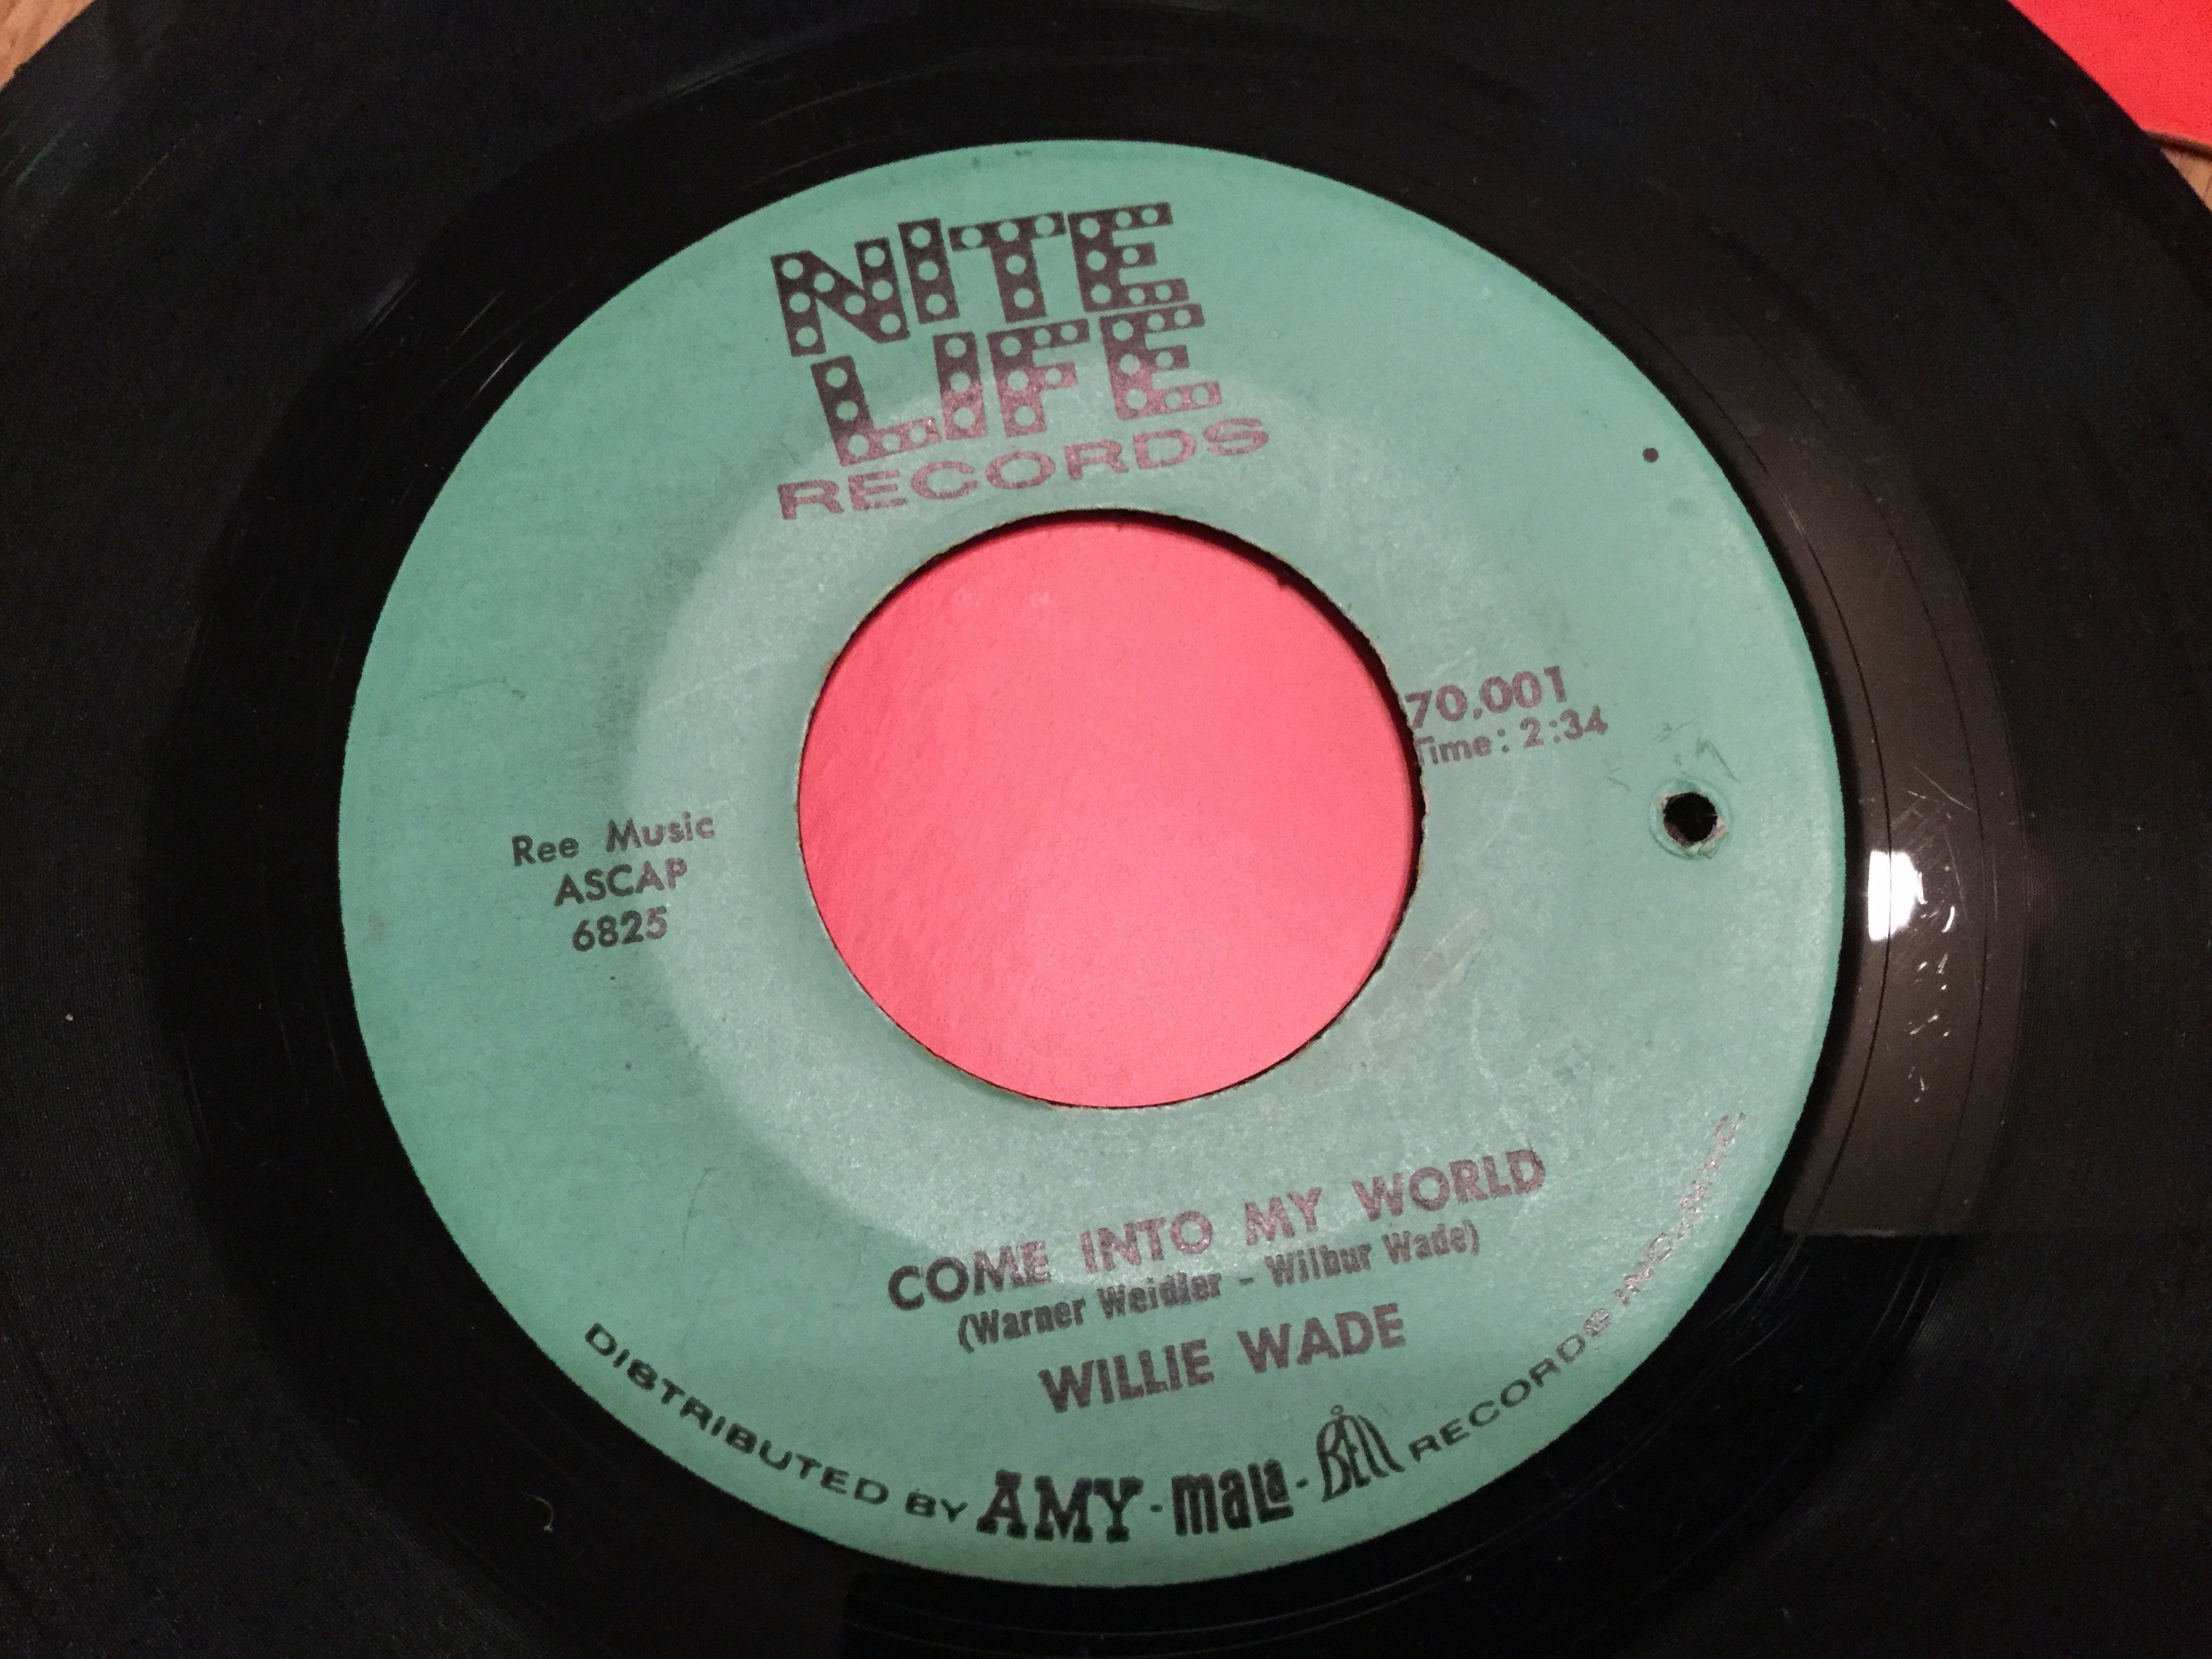 NITE
LIFE
RECORDS
70,001
Time: 2:34
Ree Music
ASCAP
6825
COME INTO MY WORLD
(Warner Weidler - Wilbur Wade)
WILLIE WADE
DISTRIBUTED BY AMY-MALA-BELL RECORDS INC. N.Y.C.